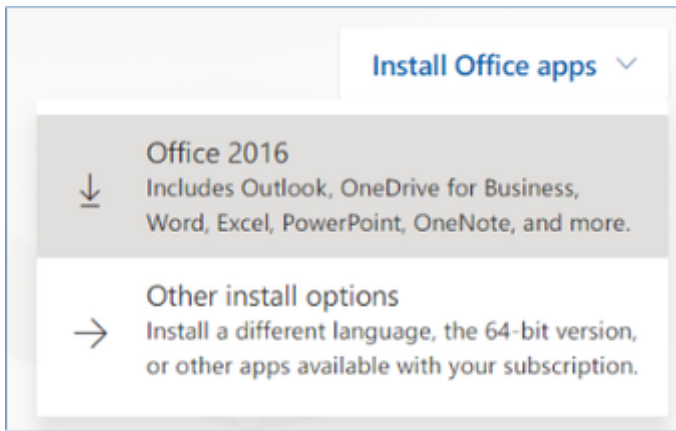 Install Office apps
Office 2016
Includes Outlook, OneDrive for Business,
Word, Excel, PowerPoint, OneNote, and more.
Other install options
Install a different language, the 64-bit version,
or other apps available with your subscription.